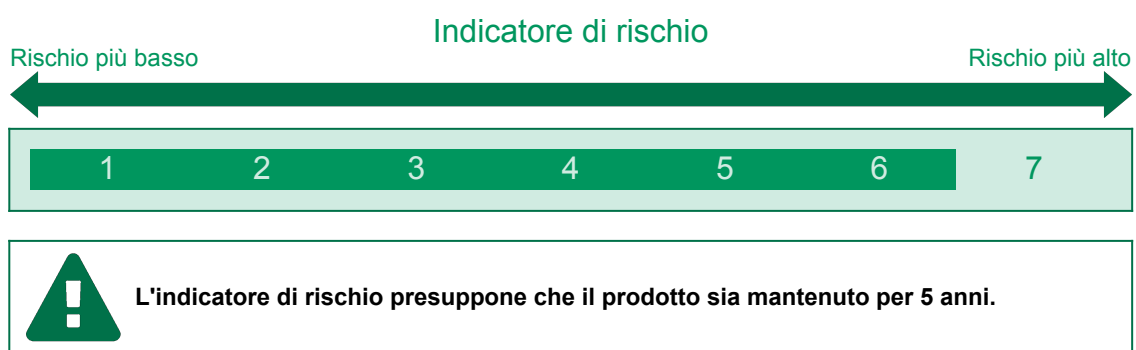 Indicatore di rischio
Rischio più basso
Rischio più alto
1 2 3 4 5 6 7
L'indicatore di rischio presuppone che il prodotto sia mantenuto per 5 anni.